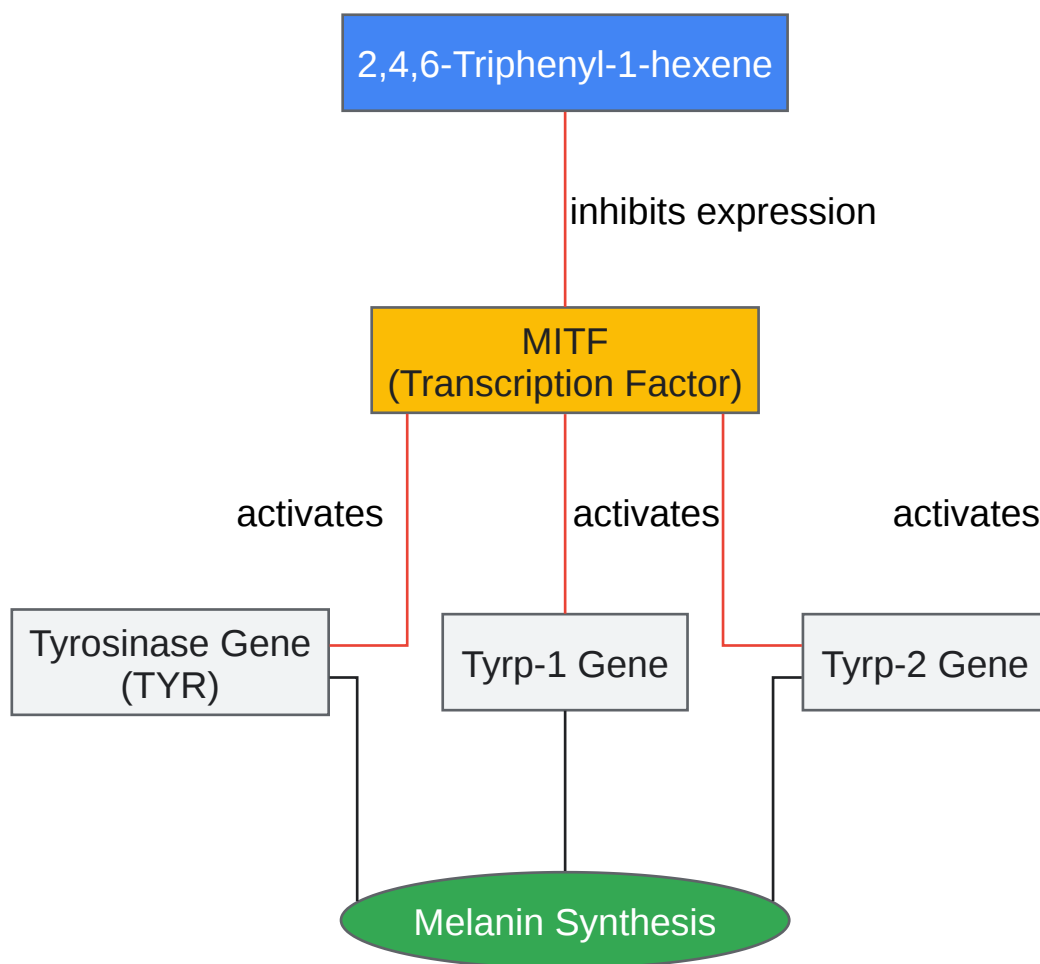 2,4,6-Triphenyl-1-hexene
inhibits expression
MITF
(Transcription Factor)
activates
activates
activates
Tyrosinase Gene
(TYR)
Tyrp-1 Gene
Tyrp-2 Gene
Melanin Synthesis